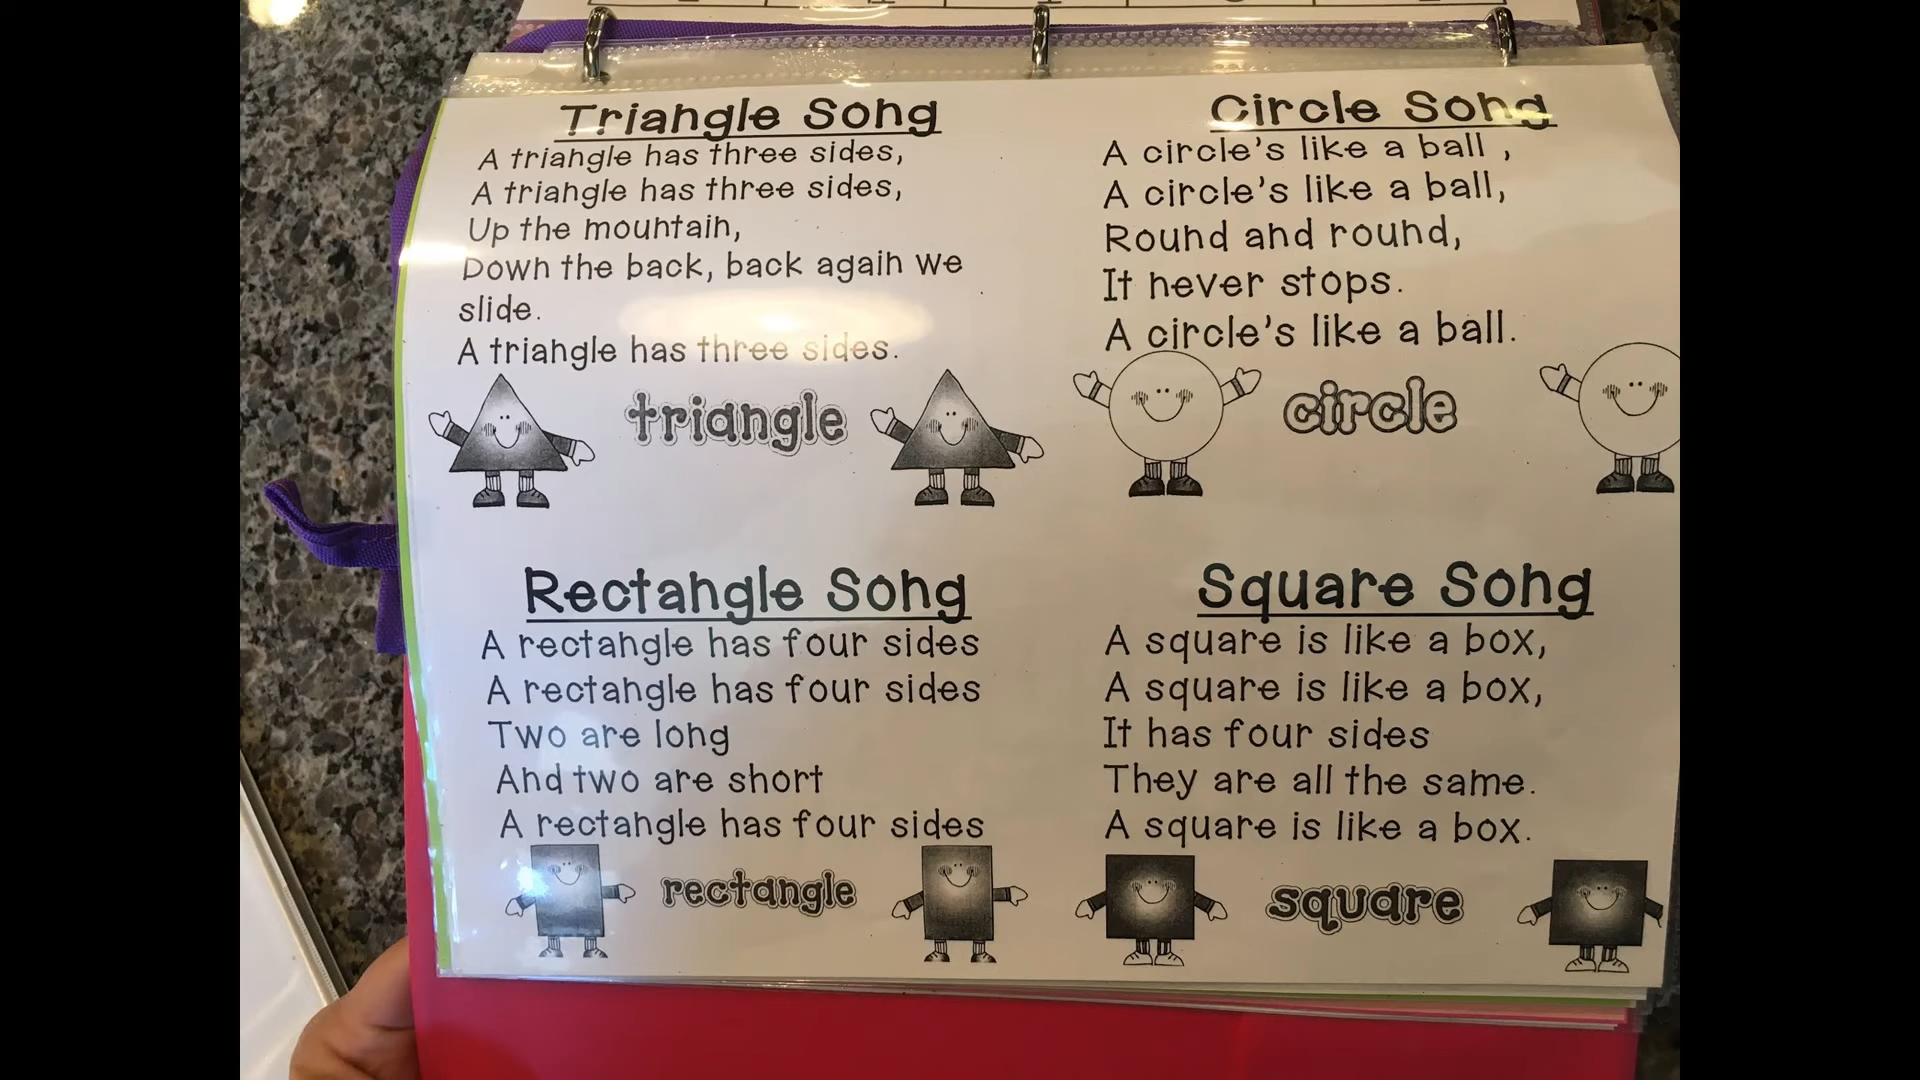 Triangle Song
A triangle has three sides,
A triangle has three sides,
Up the mountain,
Down the back, back again we
slide.
A triangle has three sides.
triangle
Circle Song
A circle's like a ball ,
A circle's like a ball,
Round and round,
It never stops.
A circle's like a ball.
circle
Rectangle Song
A rectangle has four sides
A rectangle has four sides
Two are long
And two are short
A rectangle has four sides
rectangle
Square Song
A square is like a box,
A square is like a box,
It has four sides
They are all the same.
A square is like a box.
square